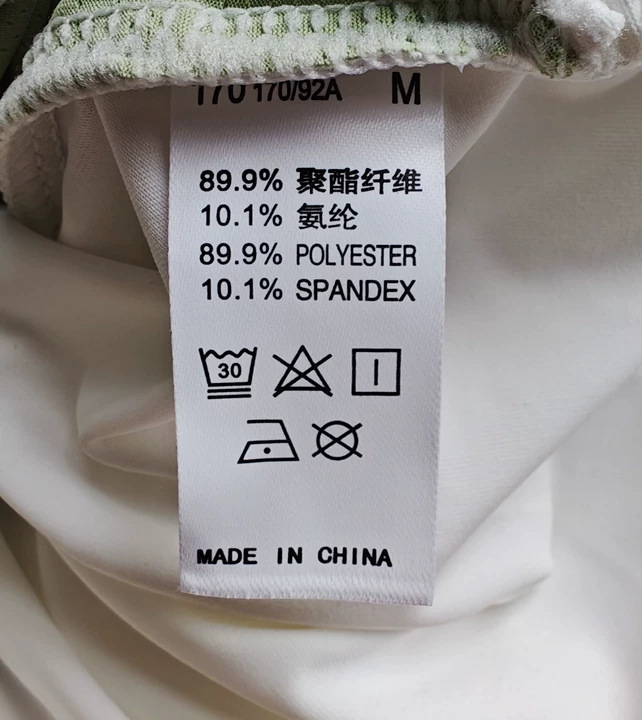 170 170/92A M
89.9% 聚酯纤维
10.1% 氨纶
89.9% POLYESTER
10.1% SPANDEX
30
MADE IN CHINA